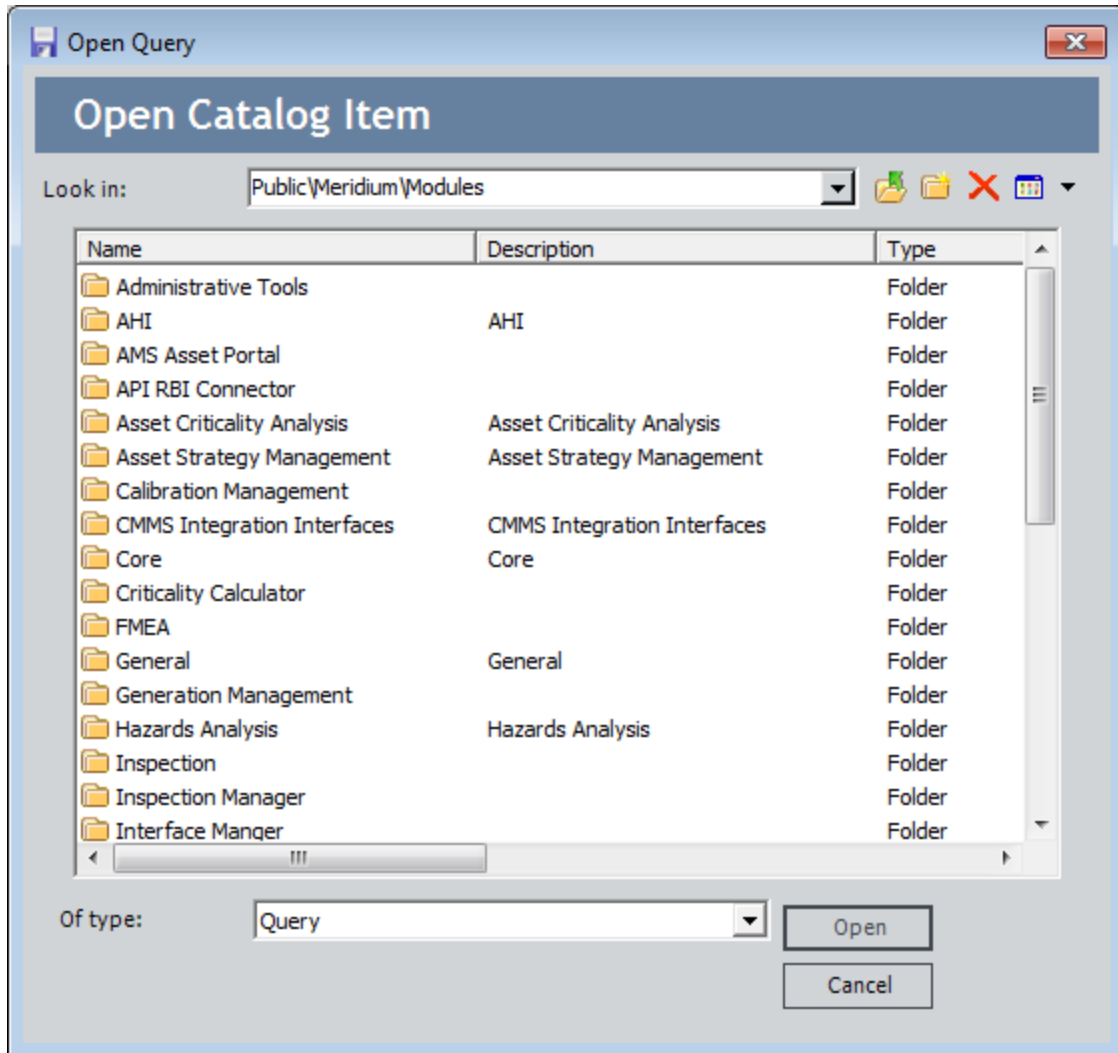 Open Query
Open Catalog Item
Look in: Public\Meridium\Modules
Name Description Type
Administrative Tools Folder
AHI AHI Folder
AMS Asset Portal Folder
API RBI Connector Folder
Asset Criticality Analysis Asset Criticality Analysis Folder
Asset Strategy Management Asset Strategy Management Folder
Calibration Management Folder
CMMS Integration Interfaces CMMS Integration Interfaces Folder
Core Core Folder
Criticality Calculator Folder
FMEA Folder
General General Folder
Generation Management Folder
Hazards Analysis Hazards Analysis Folder
Inspection Folder
Inspection Manager Folder
Interface Manger Folder
Of type: Query Open
Cancel